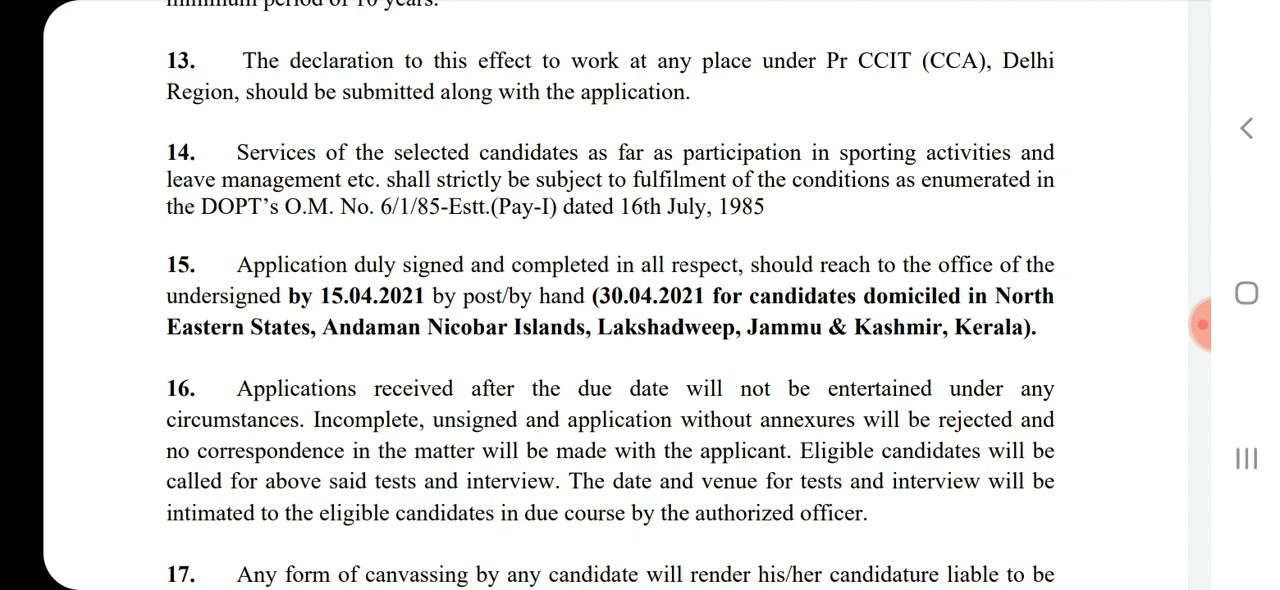 minimum period of 10 years.
13. The declaration to this effect to work at any place under Pr CCIT (CCA), Delhi
Region, should be submitted along with the application.
14. Services of the selected candidates as far as participation in sporting activities and
leave management etc. shall strictly be subject to fulfilment of the conditions as enumerated in
the DOPT’s O.M. No. 6/1/85-Estt.(Pay-I) dated 16th July, 1985
15. Application duly signed and completed in all respect, should reach to the office of the
undersigned by 15.04.2021 by post/by hand (30.04.2021 for candidates domiciled in North
Eastern States, Andaman Nicobar Islands, Lakshadweep, Jammu & Kashmir, Kerala).
16. Applications received after the due date will not be entertained under any
circumstances. Incomplete, unsigned and application without annexures will be rejected and
no correspondence in the matter will be made with the applicant. Eligible candidates will be
called for above said tests and interview. The date and venue for tests and interview will be
intimated to the eligible candidates in due course by the authorized officer.
17. Any form of canvassing by any candidate will render his/her candidature liable to be